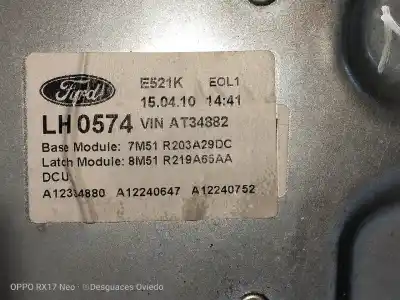 Ford
E521K EOL1
15.04.10 14:41
LH 0574 VIN AT34882
Base Module: 7M51 R203A29DC
Latch Module: 8M51 R219A65AA
DCU
A12240647 A12240752
OPPO RX17 Neo · ©Desguaces Oviedo